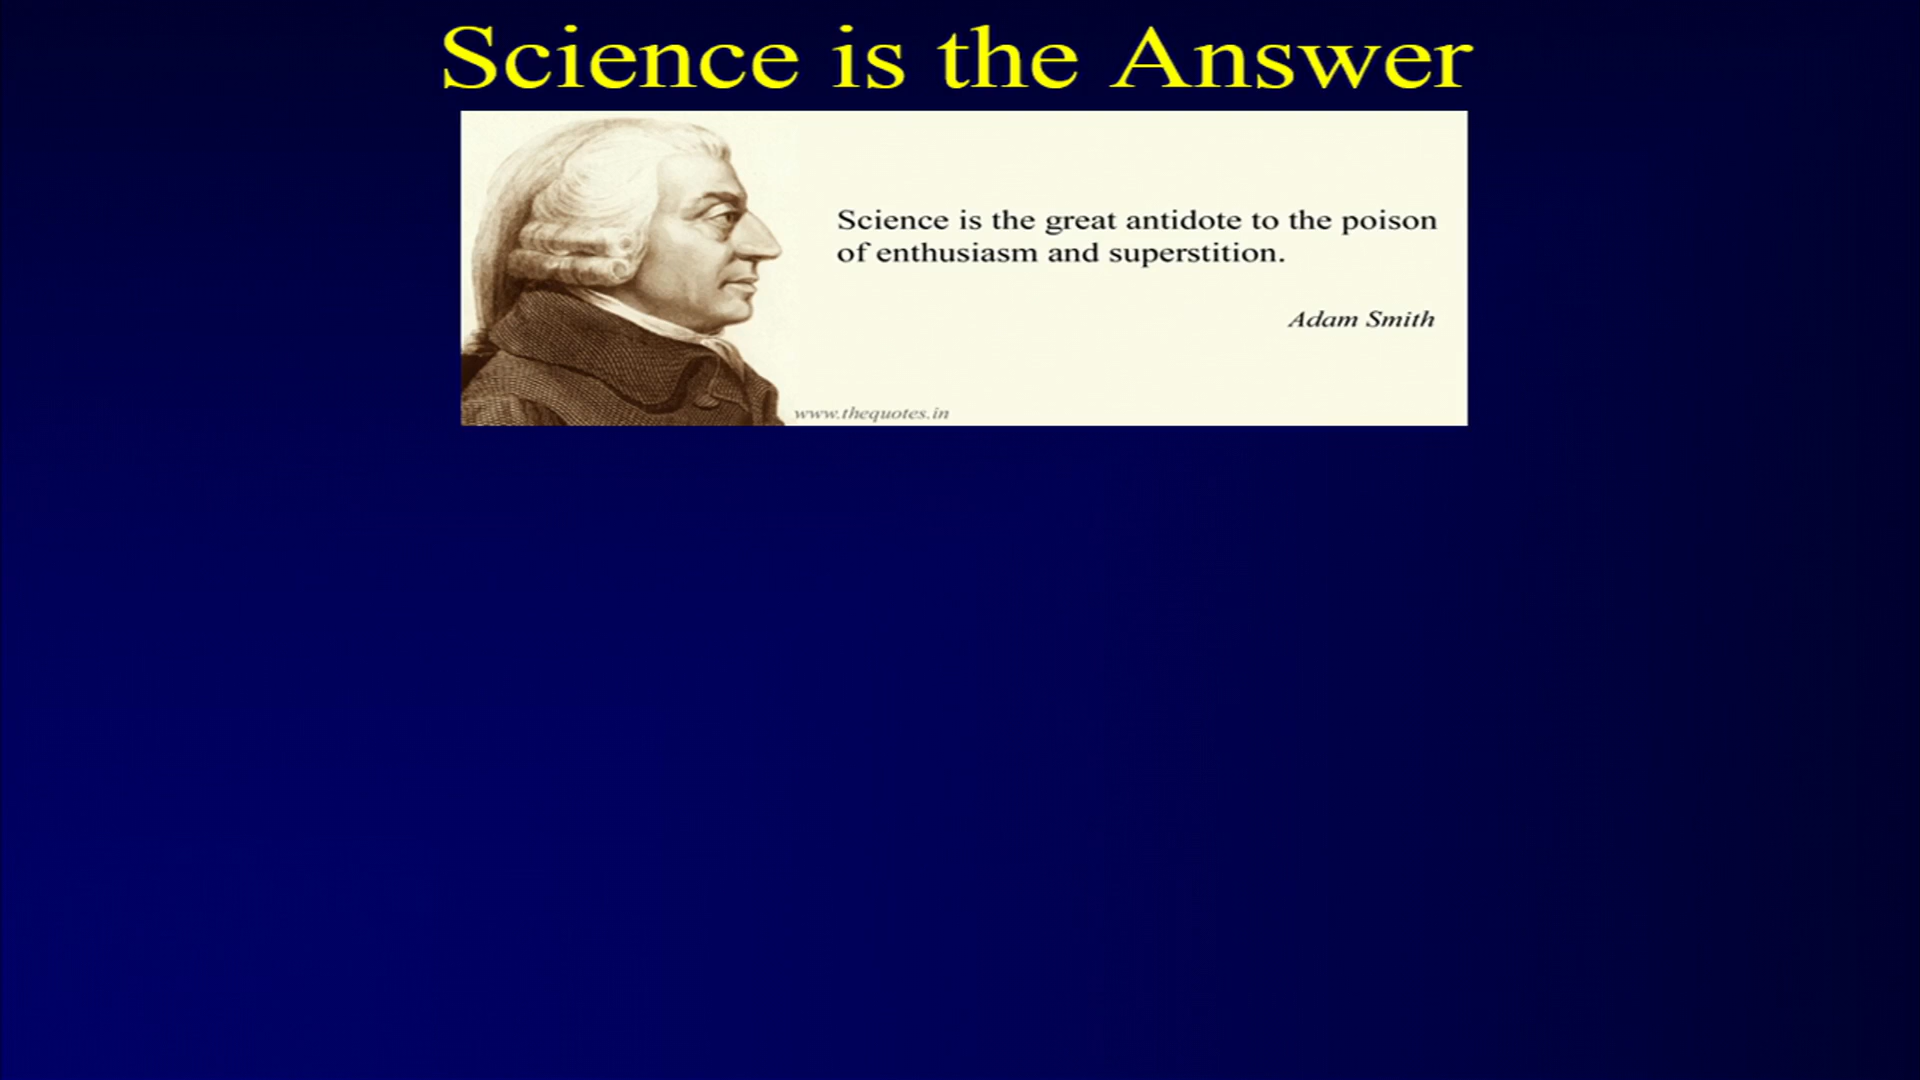 Science is the Answer
Science is the great antidote to the poison
of enthusiasm and superstition.
Adam Smith
www.thequotes.in